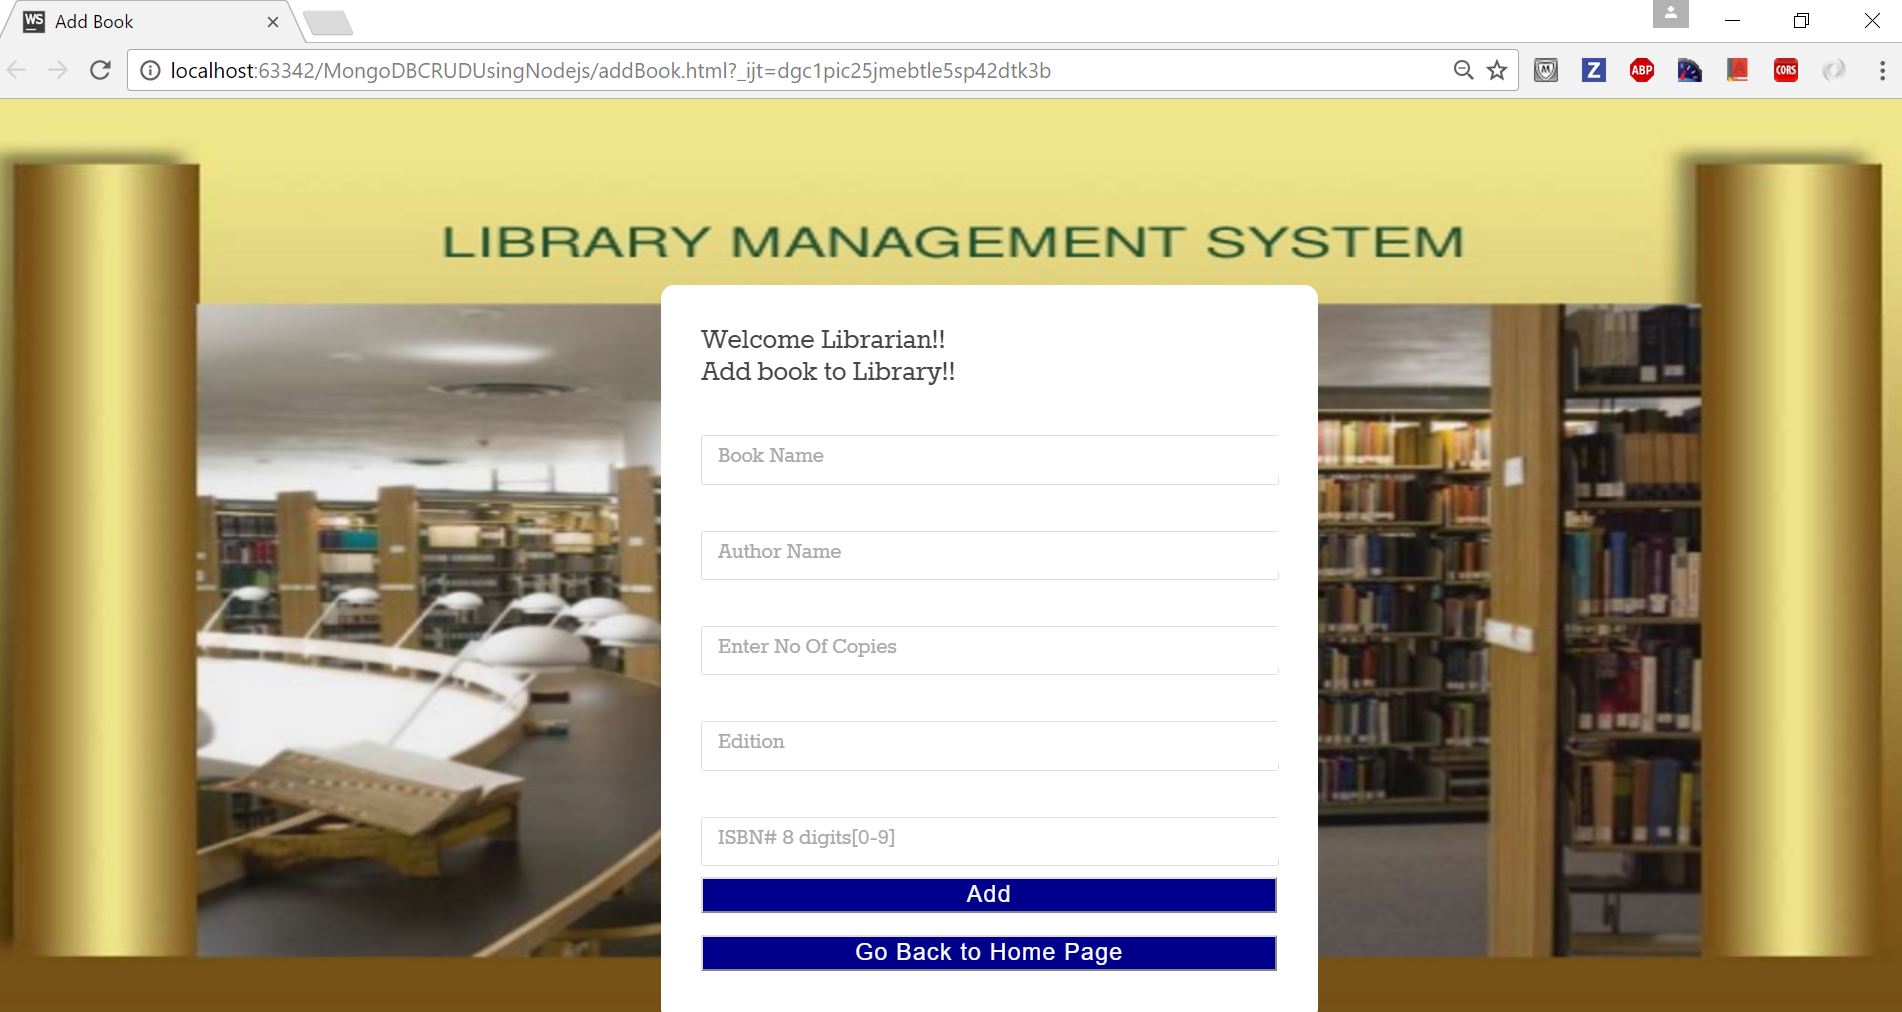 WS Add Book
localhost:63342/MongoDBCRUDUsingNodejs/addBook.html?_ijt=dgc1pic25jmebtle5sp42dtk3b
M Z ABP A CORS
LIBRARY MANAGEMENT SYSTEM
Welcome Librarian!!
Add book to Library!!
Book Name
Author Name
Enter No Of Copies
Edition
ISBN# 8 digits[0-9]
Add
Go Back to Home Page